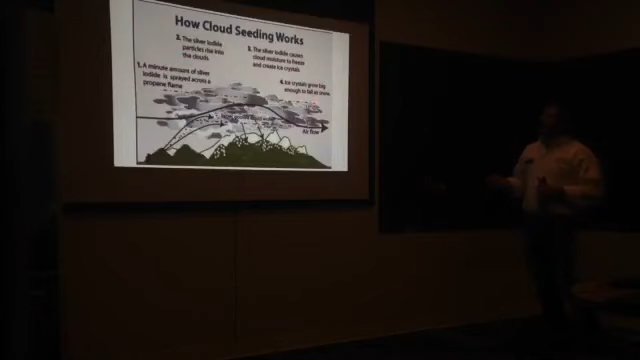 How Cloud Seeding Works
1. A minute amount of silver
iodide is sprayed across a
propane flame
2. The silver iodide
particles rise into
the clouds
3. The silver iodide causes
cloud moisture to freeze
and create ice crystals
4. Ice crystals grow big
enough to fall as snow.
Air flow